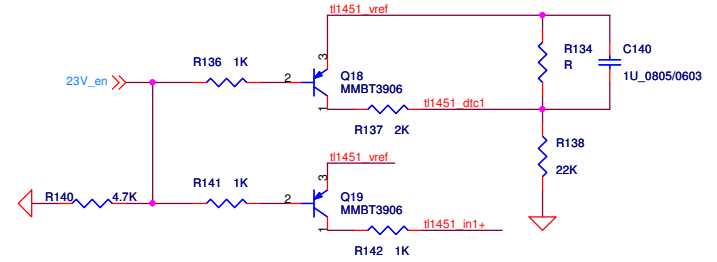 tl1451_vref
R136 1K
3
R134
R
C140
1U_0805/0603
23V_en
2
Q18
MMBT3906
1
tl1451_dtc1
R137 2K
R138
22K
tl1451_vref
R140 4.7K
R141 1K
3
2
Q19
MMBT3906
1
tl1451_in1+
R142 1K